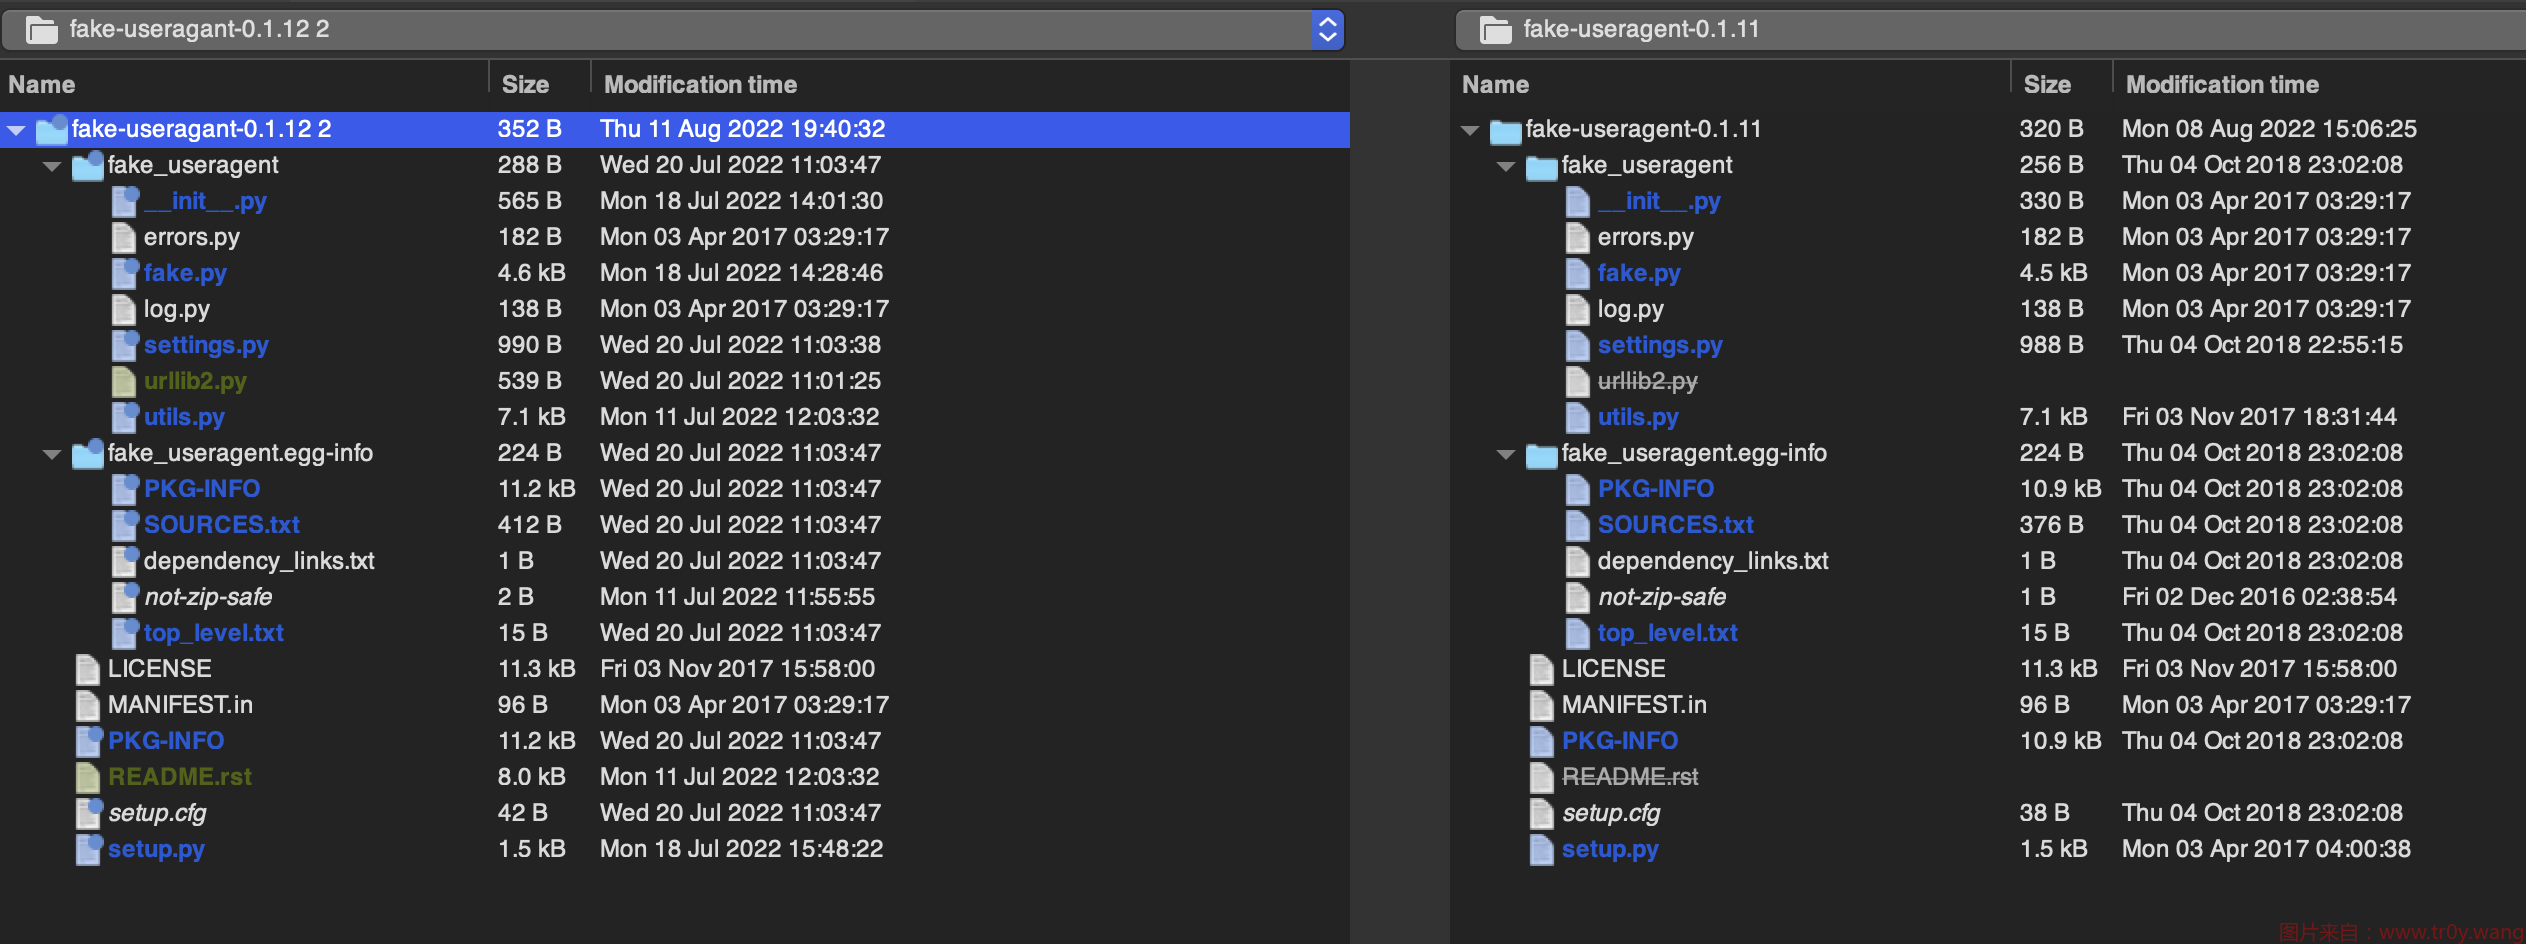 fake-useragant-0.1.12 2
Name Size Modification time
fake-useragant-0.1.12 2 352 B Thu 11 Aug 2022 19:40:32
fake_useragent 288 B Wed 20 Jul 2022 11:03:47
__init__.py 565 B Mon 18 Jul 2022 14:01:30
errors.py 182 B Mon 03 Apr 2017 03:29:17
fake.py 4.6 kB Mon 18 Jul 2022 14:28:46
log.py 138 B Mon 03 Apr 2017 03:29:17
settings.py 990 B Wed 20 Jul 2022 11:03:38
urllib2.py 539 B Wed 20 Jul 2022 11:01:25
utils.py 7.1 kB Mon 11 Jul 2022 12:03:32
fake_useragent.egg-info 224 B Wed 20 Jul 2022 11:03:47
PKG-INFO 11.2 kB Wed 20 Jul 2022 11:03:47
SOURCES.txt 412 B Wed 20 Jul 2022 11:03:47
dependency_links.txt 1 B Wed 20 Jul 2022 11:03:47
not-zip-safe 2 B Mon 11 Jul 2022 11:55:55
top_level.txt 15 B Wed 20 Jul 2022 11:03:47
LICENSE 11.3 kB Fri 03 Nov 2017 15:58:00
MANIFEST.in 96 B Mon 03 Apr 2017 03:29:17
PKG-INFO 11.2 kB Wed 20 Jul 2022 11:03:47
README.rst 8.0 kB Mon 11 Jul 2022 12:03:32
setup.cfg 42 B Wed 20 Jul 2022 11:03:47
setup.py 1.5 kB Mon 18 Jul 2022 15:48:22
fake-useragent-0.1.11
Name Size Modification time
fake-useragent-0.1.11 320 B Mon 08 Aug 2022 15:06:25
fake_useragent 256 B Thu 04 Oct 2018 23:02:08
__init__.py 330 B Mon 03 Apr 2017 03:29:17
errors.py 182 B Mon 03 Apr 2017 03:29:17
fake.py 4.5 kB Mon 03 Apr 2017 03:29:17
log.py 138 B Mon 03 Apr 2017 03:29:17
settings.py 988 B Thu 04 Oct 2018 22:55:15
urllib2.py
utils.py 7.1 kB Fri 03 Nov 2017 18:31:44
fake_useragent.egg-info 224 B Thu 04 Oct 2018 23:02:08
PKG-INFO 10.9 kB Thu 04 Oct 2018 23:02:08
SOURCES.txt 376 B Thu 04 Oct 2018 23:02:08
dependency_links.txt 1 B Thu 04 Oct 2018 23:02:08
not-zip-safe 1 B Fri 02 Dec 2016 02:38:54
top_level.txt 15 B Thu 04 Oct 2018 23:02:08
LICENSE 11.3 kB Fri 03 Nov 2017 15:58:00
MANIFEST.in 96 B Mon 03 Apr 2017 03:29:17
PKG-INFO 10.9 kB Thu 04 Oct 2018 23:02:08
README.rst
setup.cfg 38 B Thu 04 Oct 2018 23:02:08
setup.py 1.5 kB Mon 03 Apr 2017 04:00:38
图片来自：www.tr0y.wang